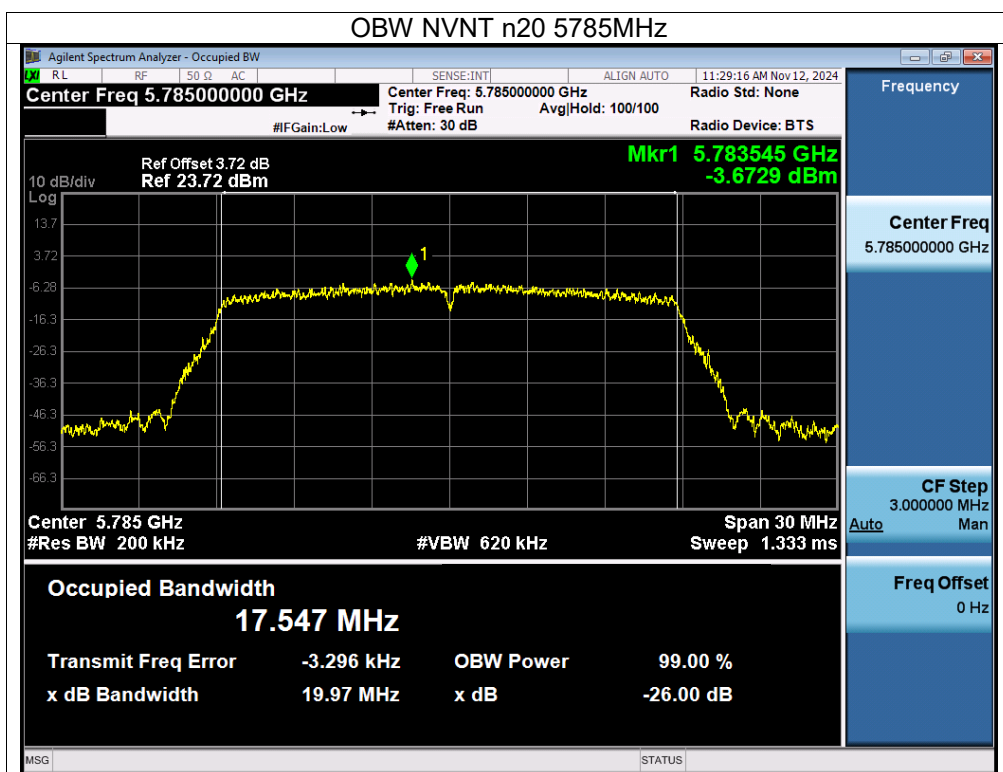 OBW NVNT n20 5785MHz
Agilent Spectrum Analyzer - Occupied BW
LXI RL RF 50 Ω AC SENSE:INT ALIGN AUTO 11:29:16 AM Nov 12, 2024
Center Freq 5.785000000 GHz
Center Freq: 5.785000000 GHz Radio Std: None
Trig: Free Run Avg|Hold: 100/100
#IFGain:Low #Atten: 30 dB Radio Device: BTS
Frequency
Mkr1 5.783545 GHz
-3.6729 dBm
Ref Offset 3.72 dB
10 dB/div Ref 23.72 dBm
Log
13.7
3.72
-6.28
-16.3
-26.3
-36.3
-46.3
-56.3
-66.3
1
Center 5.785 GHz Span 30 MHz
#Res BW 200 kHz #VBW 620 kHz Sweep 1.333 ms
Center Freq
5.785000000 GHz
CF Step
3.000000 MHz
Auto Man
Freq Offset
0 Hz
Occupied Bandwidth
17.547 MHz
Transmit Freq Error -3.296 kHz OBW Power 99.00 %
x dB Bandwidth 19.97 MHz x dB -26.00 dB
MSG STATUS